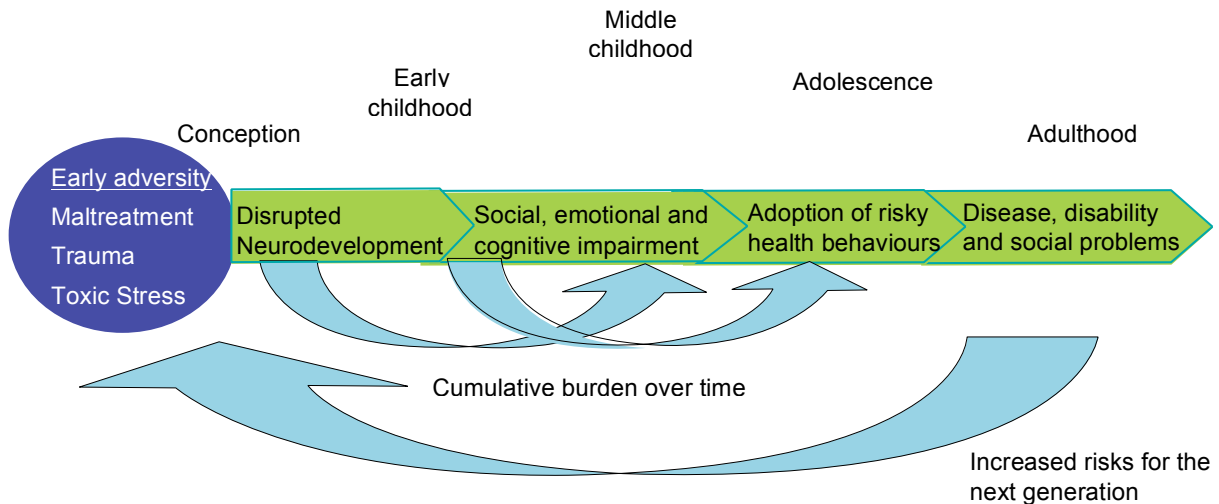 Middle
childhood
Early
childhood
Adolescence
Conception
Adulthood
Early adversity
Maltreatment
Trauma
Toxic Stress
Disrupted
Neurodevelopment
Social, emotional and
cognitive impairment
Adoption of risky
health behaviours
Disease, disability
and social problems
Cumulative burden over time
Increased risks for the
next generation